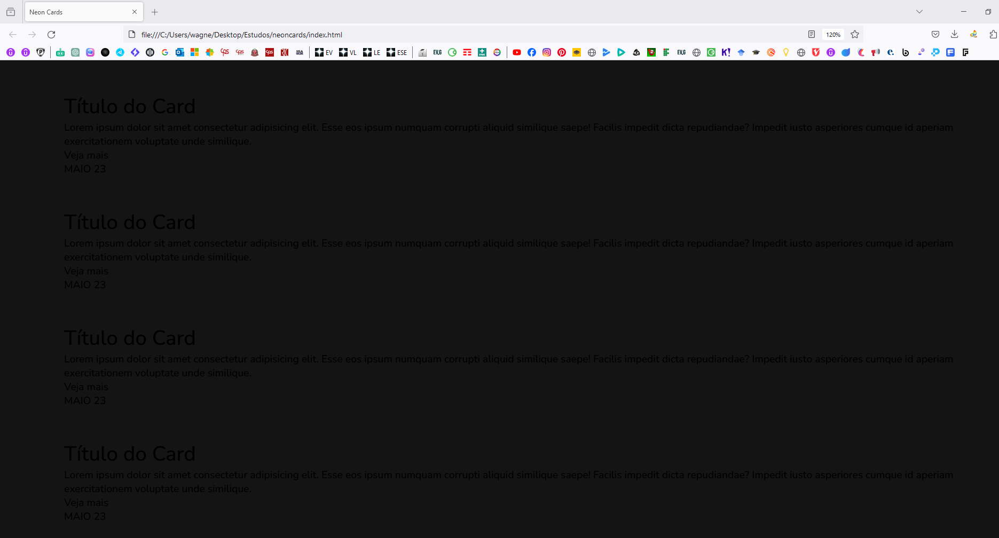 Neon Cards
file:///C:/Users/wagne/Desktop/Estudos/neoncards/index.html
120%
EV
VL
LE
ESE
EV.G
EV.G
K!
Título do Card
Lorem ipsum dolor sit amet consectetur adipisicing elit. Esse eos ipsum numquam corrupti aliquid similique saepe! Facilis impedit dicta repudiandae? Impedit iusto asperiores cumque id aperiam
exercitationem voluptate unde similique.
Veja mais
MAIO 23
Título do Card
Lorem ipsum dolor sit amet consectetur adipisicing elit. Esse eos ipsum numquam corrupti aliquid similique saepe! Facilis impedit dicta repudiandae? Impedit iusto asperiores cumque id aperiam
exercitationem voluptate unde similique.
Veja mais
MAIO 23
Título do Card
Lorem ipsum dolor sit amet consectetur adipisicing elit. Esse eos ipsum numquam corrupti aliquid similique saepe! Facilis impedit dicta repudiandae? Impedit iusto asperiores cumque id aperiam
exercitationem voluptate unde similique.
Veja mais
MAIO 23
Título do Card
Lorem ipsum dolor sit amet consectetur adipisicing elit. Esse eos ipsum numquam corrupti aliquid similique saepe! Facilis impedit dicta repudiandae? Impedit iusto asperiores cumque id aperiam
exercitationem voluptate unde similique.
Veja mais
MAIO 23